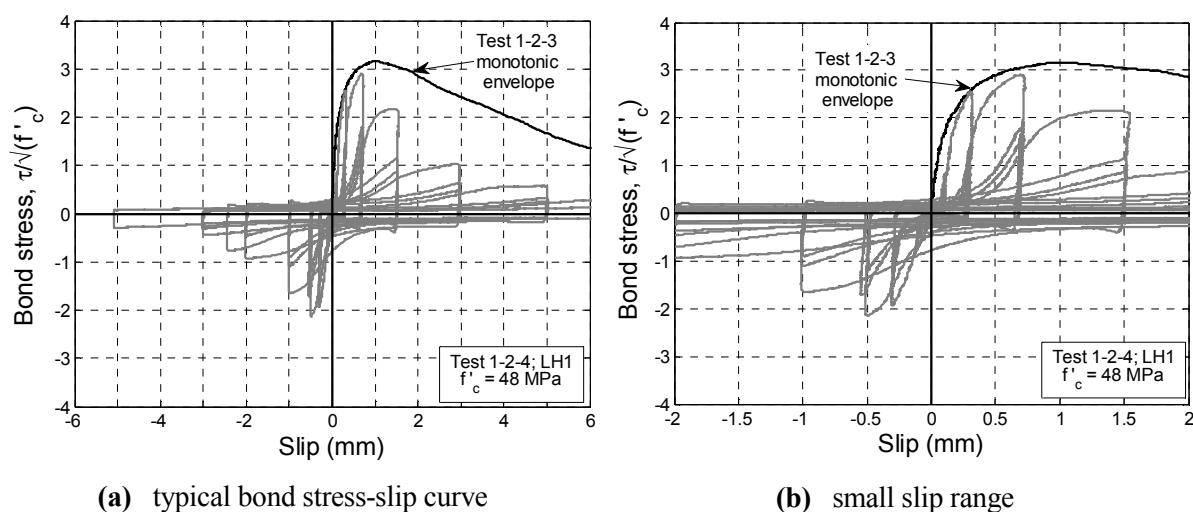 4
3
2
1
0
-1
-2
-3
-4
Bond stress, τ/√(f'c)
Test 1-2-3
monotonic
envelope
Test 1-2-4; LH1
f'c = 48 MPa
-6 -4 -2 0 2 4 6
Slip (mm)
(a) typical bond stress-slip curve
4
3
2
1
0
-1
-2
-3
-4
Bond stress, τ/√(f'c)
Test 1-2-3
monotonic
envelope
Test 1-2-4; LH1
f'c = 48 MPa
-2 -1.5 -1 -0.5 0 0.5 1 1.5 2
Slip (mm)
(b) small slip range